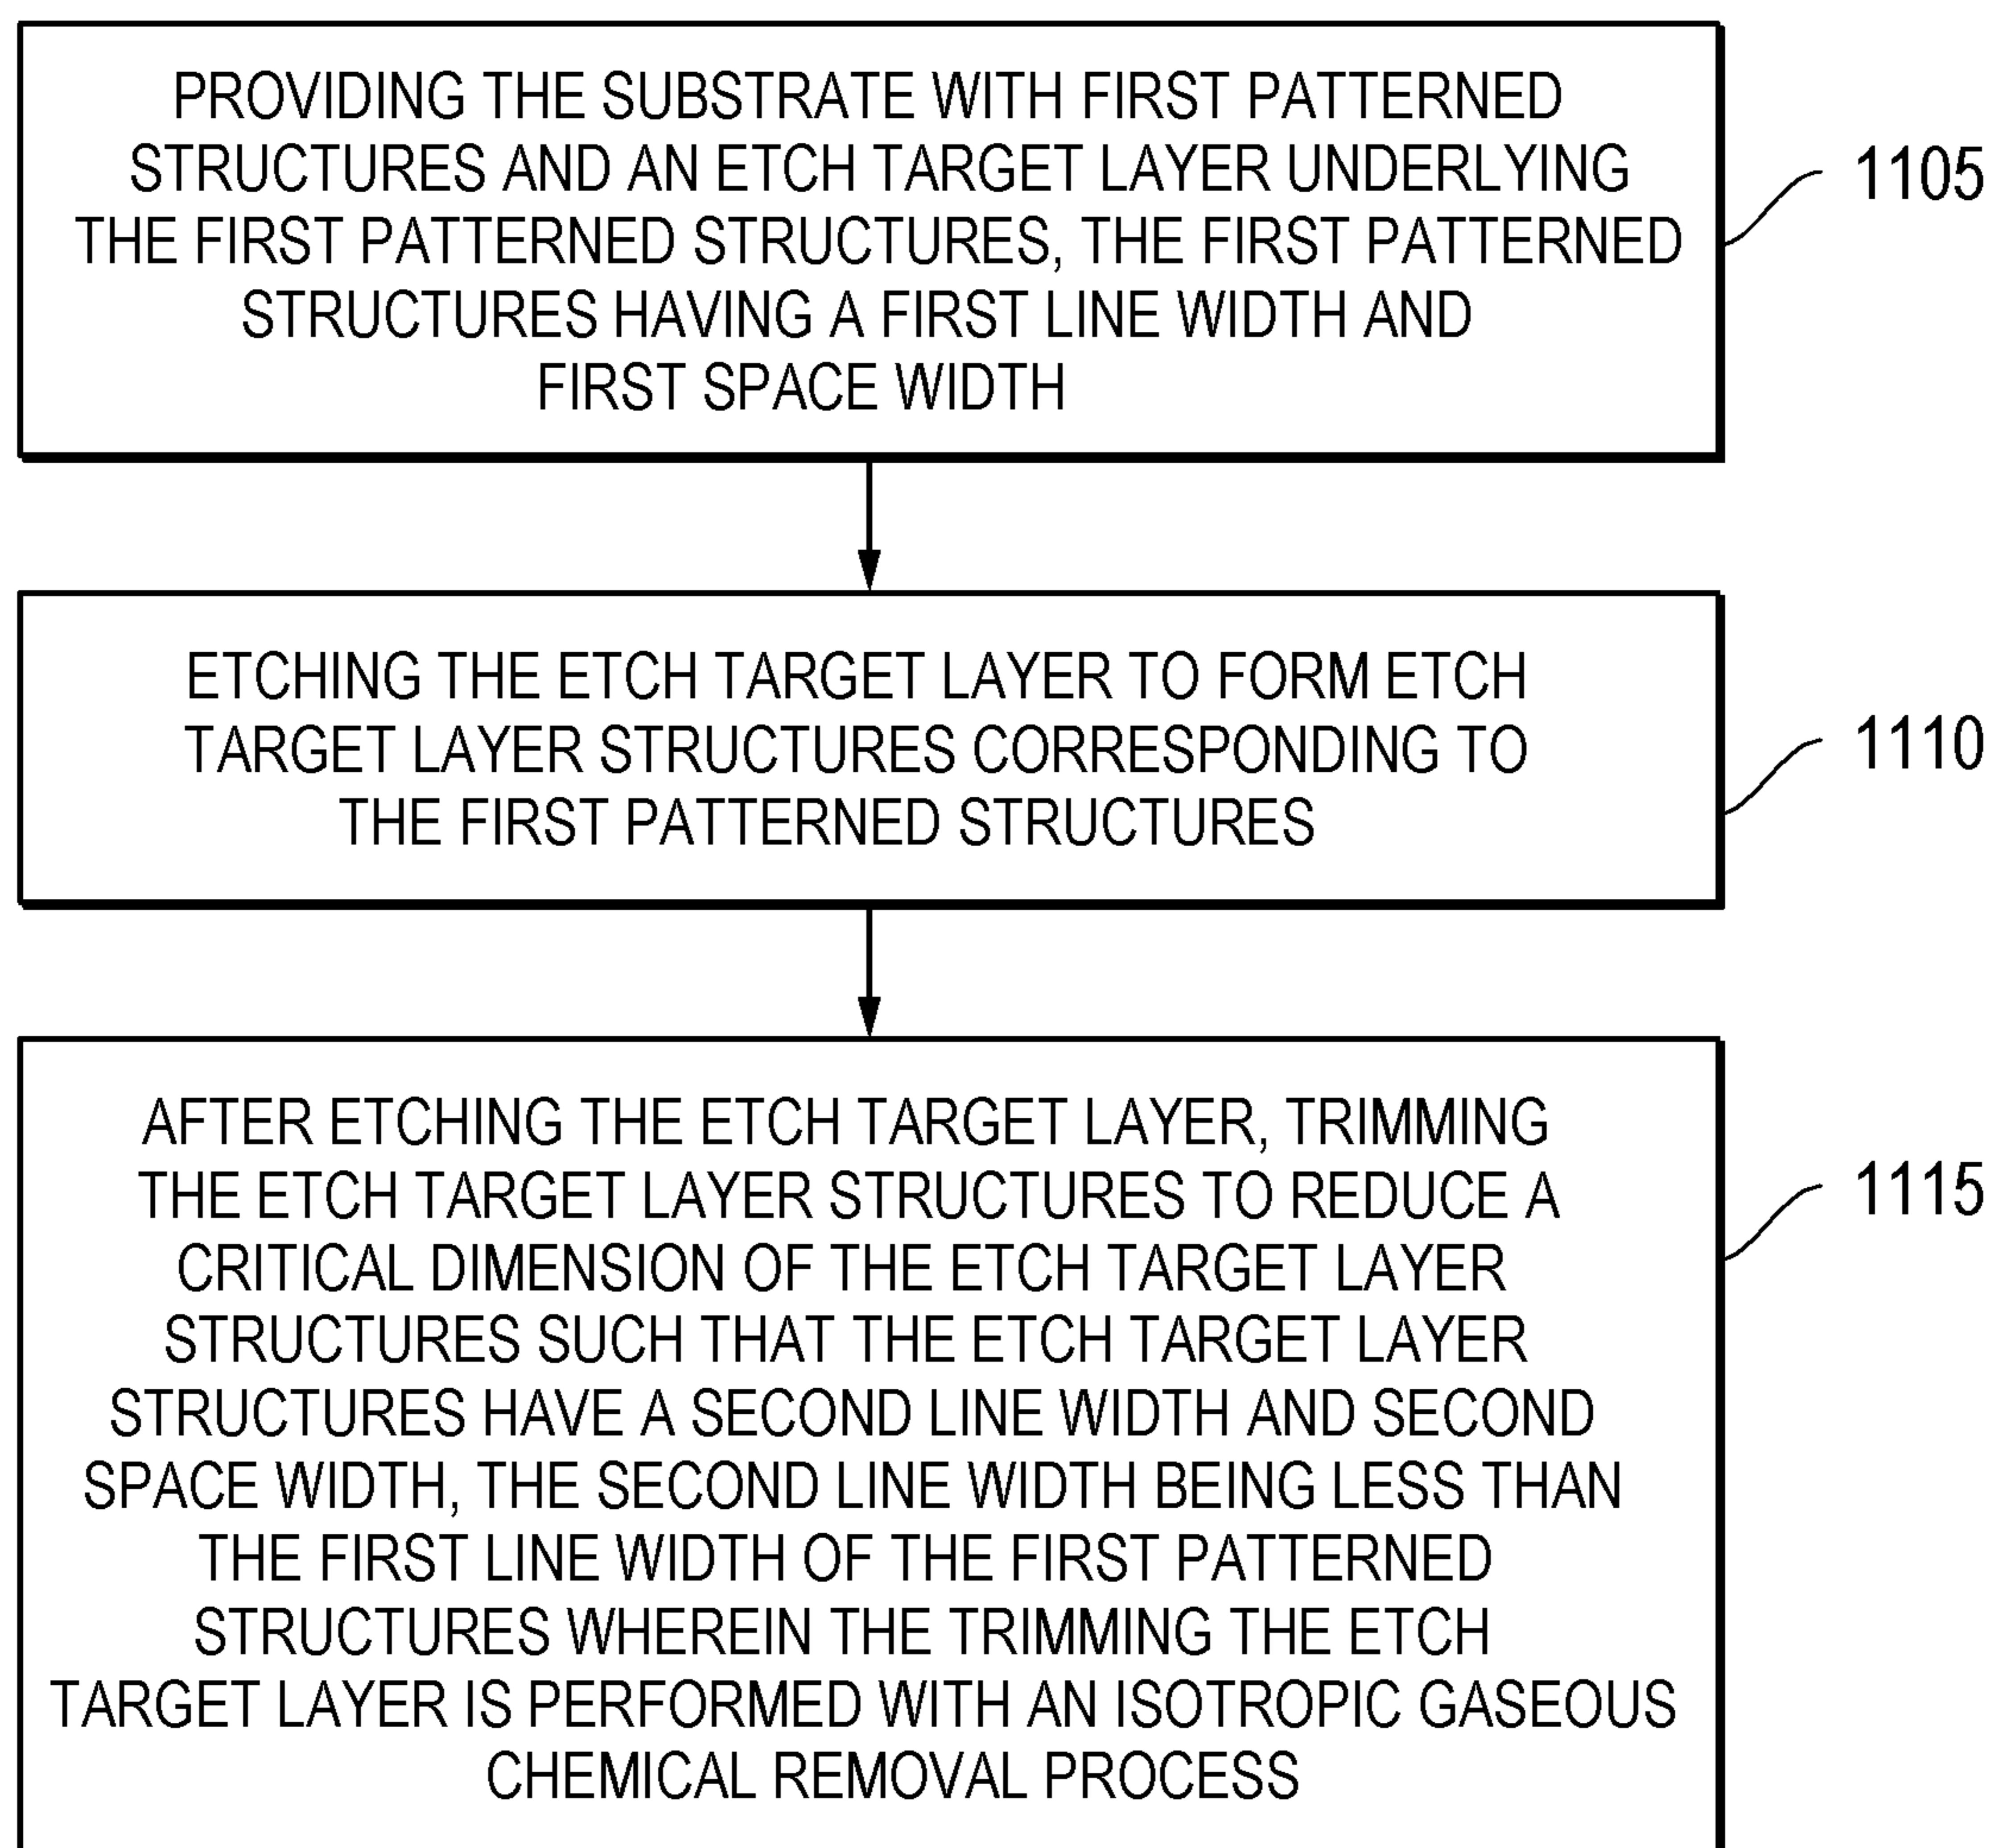 PROVIDING THE SUBSTRATE WITH FIRST PATTERNED
STRUCTURES AND AN ETCH TARGET LAYER UNDERLYING
THE FIRST PATTERNED STRUCTURES, THE FIRST PATTERNED
STRUCTURES HAVING A FIRST LINE WIDTH AND
FIRST SPACE WIDTH
1105
ETCHING THE ETCH TARGET LAYER TO FORM ETCH
TARGET LAYER STRUCTURES CORRESPONDING TO
THE FIRST PATTERNED STRUCTURES
1110
AFTER ETCHING THE ETCH TARGET LAYER, TRIMMING
THE ETCH TARGET LAYER STRUCTURES TO REDUCE A
CRITICAL DIMENSION OF THE ETCH TARGET LAYER
STRUCTURES SUCH THAT THE ETCH TARGET LAYER
STRUCTURES HAVE A SECOND LINE WIDTH AND SECOND
SPACE WIDTH, THE SECOND LINE WIDTH BEING LESS THAN
THE FIRST LINE WIDTH OF THE FIRST PATTERNED
STRUCTURES WHEREIN THE TRIMMING THE ETCH
TARGET LAYER IS PERFORMED WITH AN ISOTROPIC GASEOUS
CHEMICAL REMOVAL PROCESS
1115